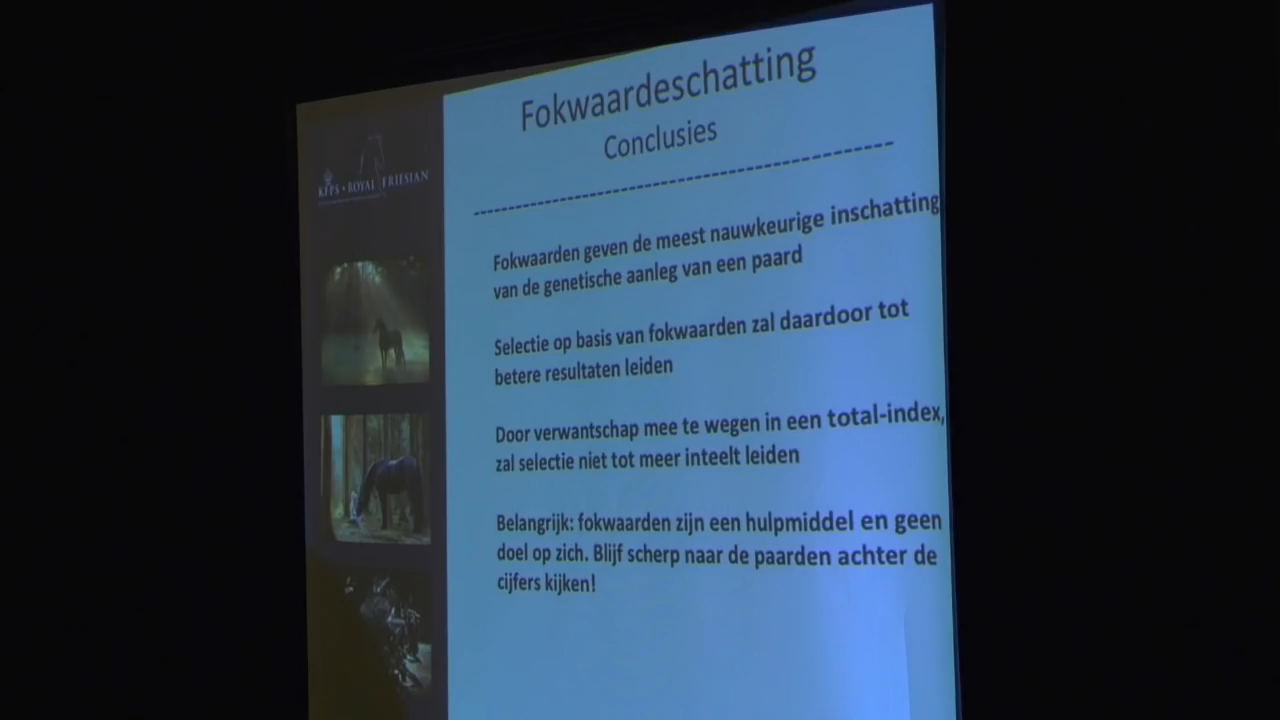 Fokwaardeschatting
Conclusies
KFPS • ROYAL FRIESIAN
Fokwaarden geven de meest nauwkeurige inschatting
van de genetische aanleg van een paard
Selectie op basis van fokwaarden zal daardoor tot
betere resultaten leiden
Door verwantschap mee te wegen in een total-index,
zal selectie niet tot meer inteelt leiden
Belangrijk: fokwaarden zijn een hulpmiddel en geen
doel op zich. Blijf scherp naar de paarden achter de
cijfers kijken!